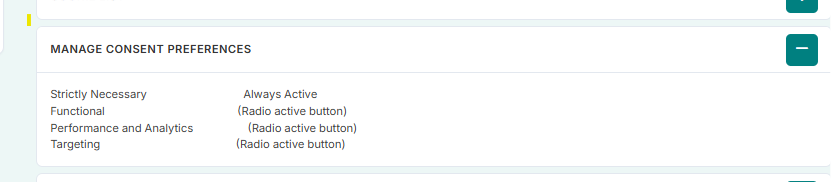 MANAGE CONSENT PREFERENCES
Strictly Necessary Always Active
Functional (Radio active button)
Performance and Analytics (Radio active button)
Targeting (Radio active button)